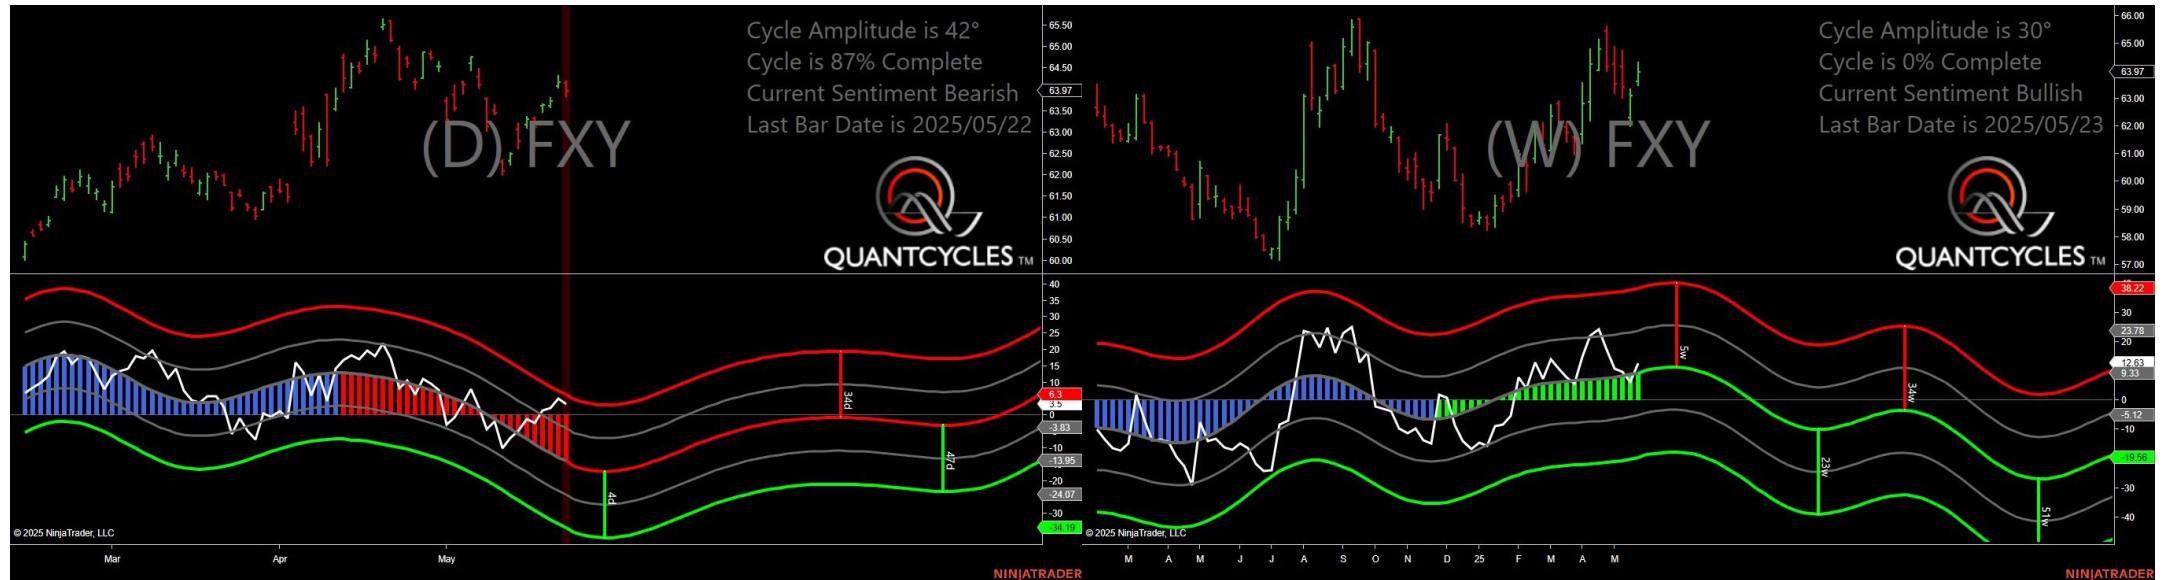 Cycle Amplitude is 42°
Cycle is 87% Complete
Current Sentiment Bearish
Last Bar Date is 2025/05/22
(D) FXY
QUANTCYCLES TM
65.50
65.00
64.50
63.97
63.50
63.00
62.50
62.00
61.50
61.00
60.50
60.00
40
35
30
25
20
15
10
6.3
3.5
0
-3.83
-10
-13.95
-20
-24.07
-30
-34.19
34d
4d
© 2025 NinjaTrader, LLC
Mar
Apr
May
NINJATRADER
Cycle Amplitude is 30°
Cycle is 0% Complete
Current Sentiment Bullish
Last Bar Date is 2025/05/23
(W) FXY
QUANTCYCLES TM
66.00
65.00
63.97
63.00
62.00
61.00
60.00
59.00
58.00
57.00
38.22
30
23.78
20
12.63
9.33
0
-5.12
-10
-19.56
-30
-40
5w
34w
23w
51w
© 2025 NinjaTrader, LLC
M A M J J A S O N D 25 F M A M
NINJATRADER